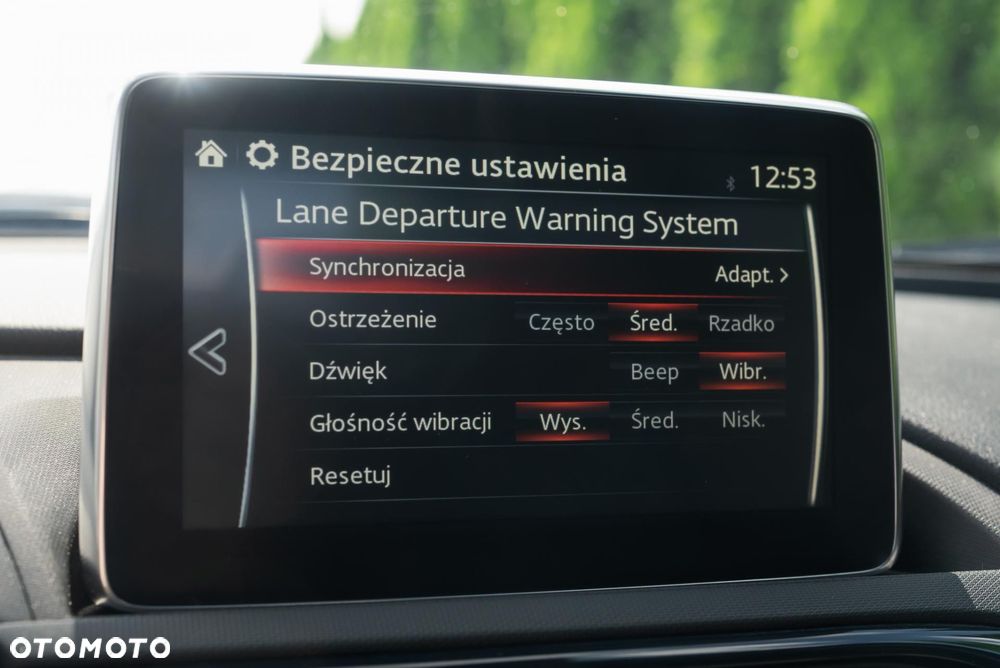 Bezpieczne ustawienia 12:53
Lane Departure Warning System
Synchronizacja Adapt. >
Ostrzeżenie Często Śred. Rzadko
Dźwięk Beep Wibr.
Głośność wibracji Wys. Śred. Nisk.
Resetuj
OTOMOTO